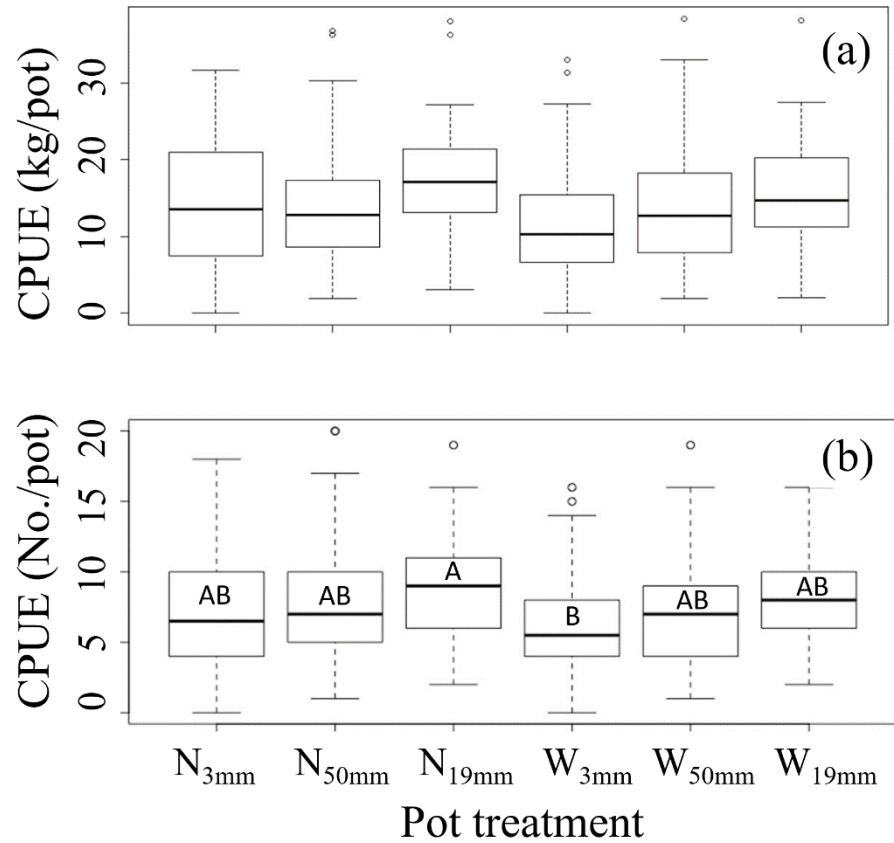 (a)
CPUE (kg/pot)
30
20
10
0
(b)
CPUE (No./pot)
20
15
10
5
0
AB AB A B AB AB
N3mm N50mm N19mm W3mm W50mm W19mm
Pot treatment